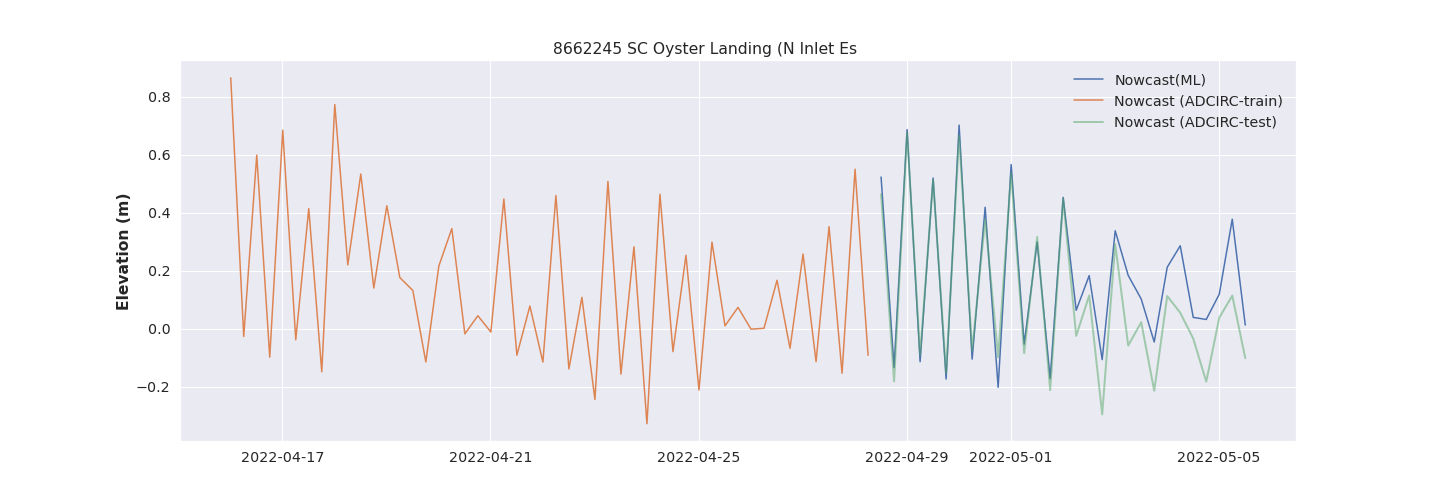 8662245 SC Oyster Landing (N Inlet Es
Nowcast(ML)
Nowcast (ADCIRC-train)
Nowcast (ADCIRC-test)
Elevation (m)
0.8
0.6
0.4
0.2
0.0
−0.2
2022-04-17 2022-04-21 2022-04-25 2022-04-29 2022-05-01 2022-05-05